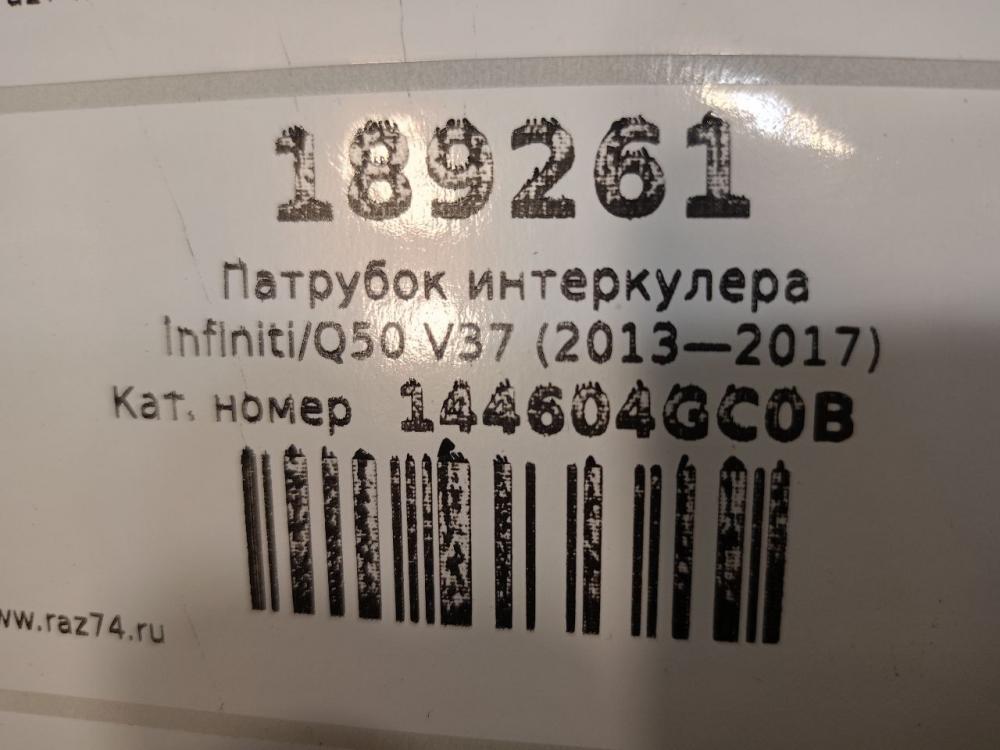 189261
Патрубок интеркулера
Infiniti/Q50 V37 (2013—2017)
Кат. номер 144604GC0B
www.raz74.ru